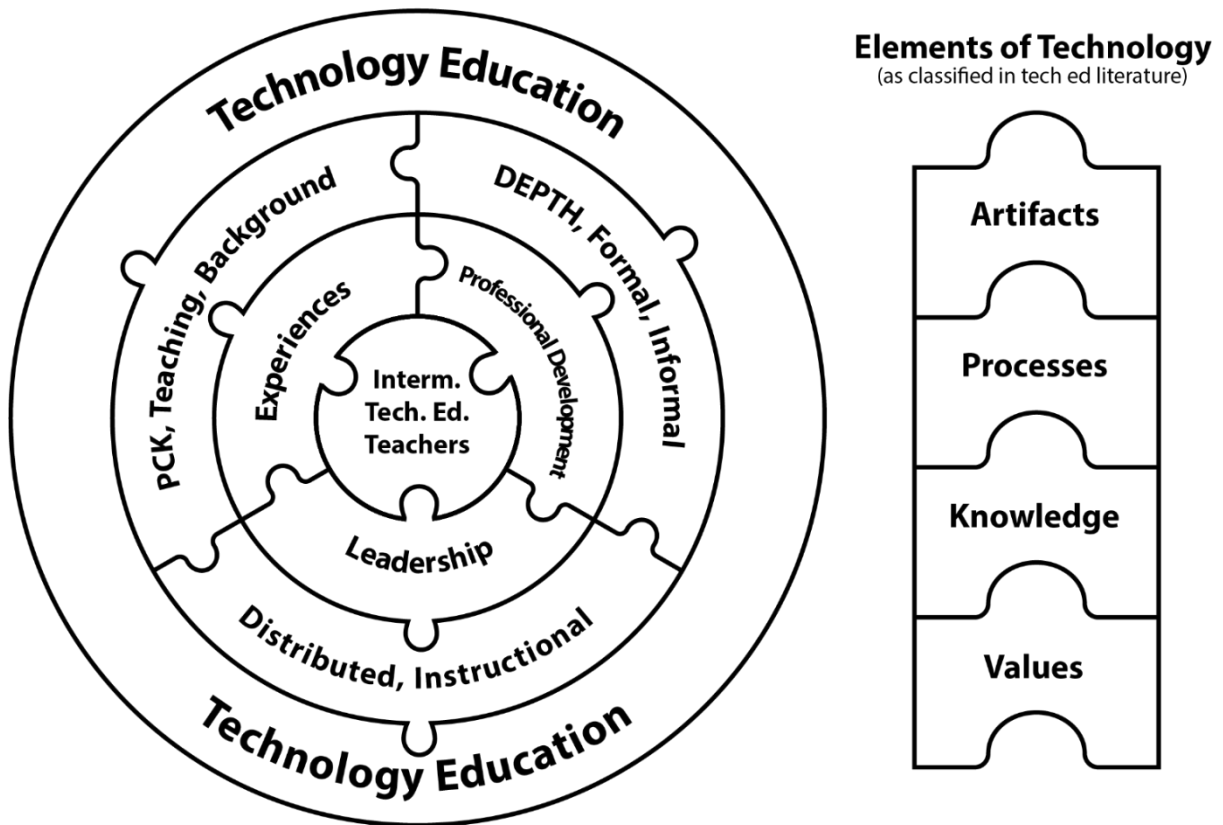 Technology Education
PCK, Teaching, Background
DEPTH, Formal, Informal
Experiences
Professional Development
Interm.
Tech. Ed.
Teachers
Leadership
Distributed, Instructional
Technology Education
Elements of Technology
(as classified in tech ed literature)
Artifacts
Processes
Knowledge
Values